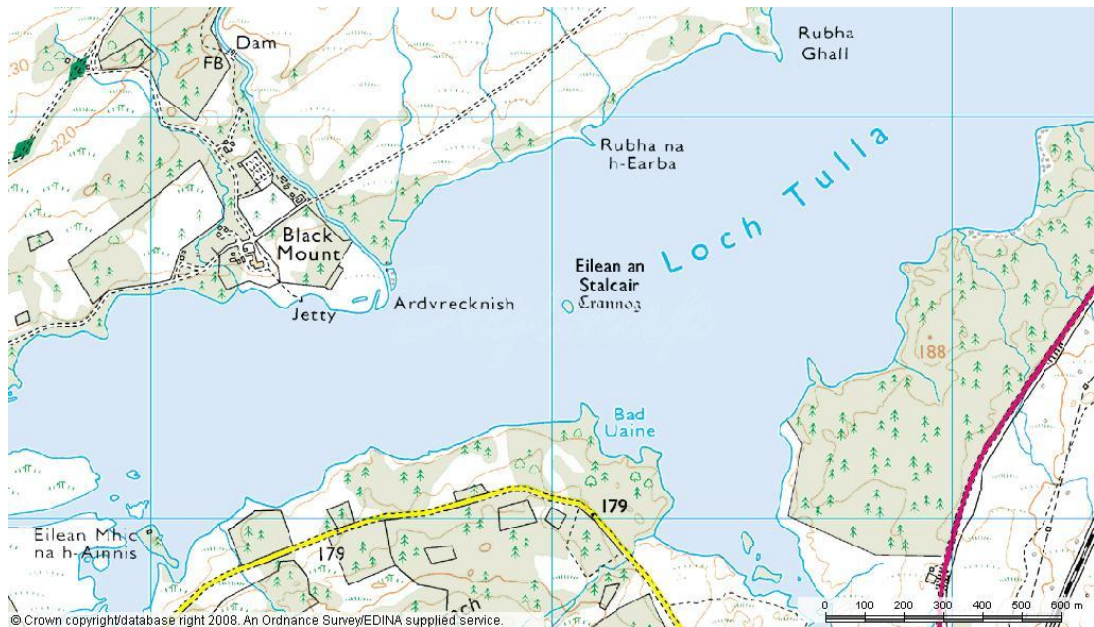 Dam
FB
Rubha
Ghall
30
220
Rubha na
h-Earba
Loch Tulla
Black
Mount
Eilean an
Stalcair
Crannog
Jetty
Ardvrecknish
188
Bad
Uaine
179
Eilean Mhic
na h-Ainnis
179
0 100 200 300 400 500 600 m
© Crown copyright/database right 2008. An Ordnance Survey/EDINA supplied service.